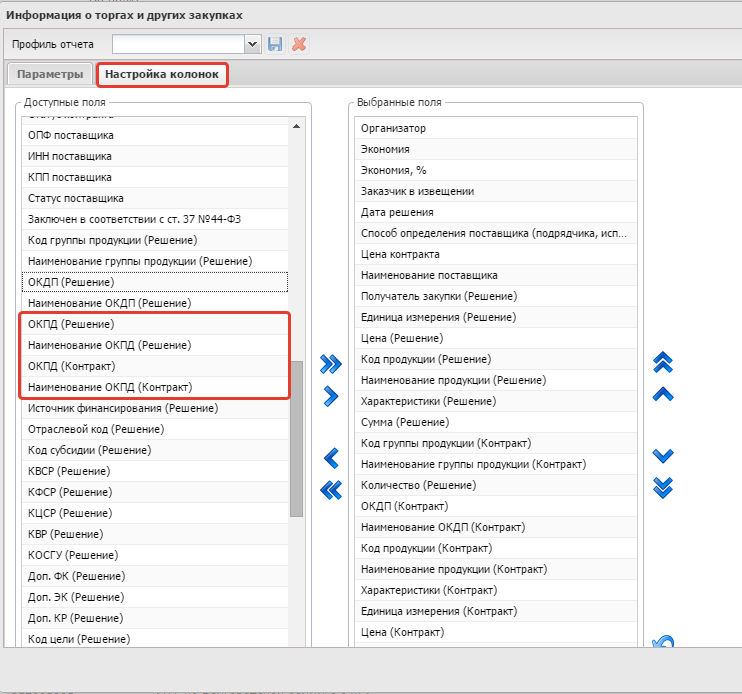 Информация о торгах и других закупках
Профиль отчета
Параметры
Настройка колонок
Доступные поля
ОПФ поставщика
ИНН поставщика
КПП поставщика
Статус поставщика
Заключен в соответствии с ст. 37 №44-ФЗ
Код группы продукции (Решение)
Наименование группы продукции (Решение)
ОКДП (Решение)
Наименование ОКДП (Решение)
ОКПД (Решение)
Наименование ОКПД (Решение)
ОКПД (Контракт)
Наименование ОКПД (Контракт)
Источник финансирования (Решение)
Отраслевой код (Решение)
Код субсидии (Решение)
КВСР (Решение)
КФСР (Решение)
КЦСР (Решение)
КВР (Решение)
КОСГУ (Решение)
Доп. ФК (Решение)
Доп. ЭК (Решение)
Доп. КР (Решение)
Код цели (Решение)
Выбранные поля
Организатор
Экономия
Экономия, %
Заказчик в извещении
Дата решения
Способ определения поставщика (подрядчика, исп...
Цена контракта
Наименование поставщика
Получатель закупки (Решение)
Единица измерения (Решение)
Цена (Решение)
Код продукции (Решение)
Наименование продукции (Решение)
Характеристики (Решение)
Сумма (Решение)
Код группы продукции (Контракт)
Наименование группы продукции (Контракт)
Количество (Решение)
ОКДП (Контракт)
Наименование ОКДП (Контракт)
Код продукции (Контракт)
Наименование продукции (Контракт)
Характеристики (Контракт)
Единица измерения (Контракт)
Цена (Контракт)